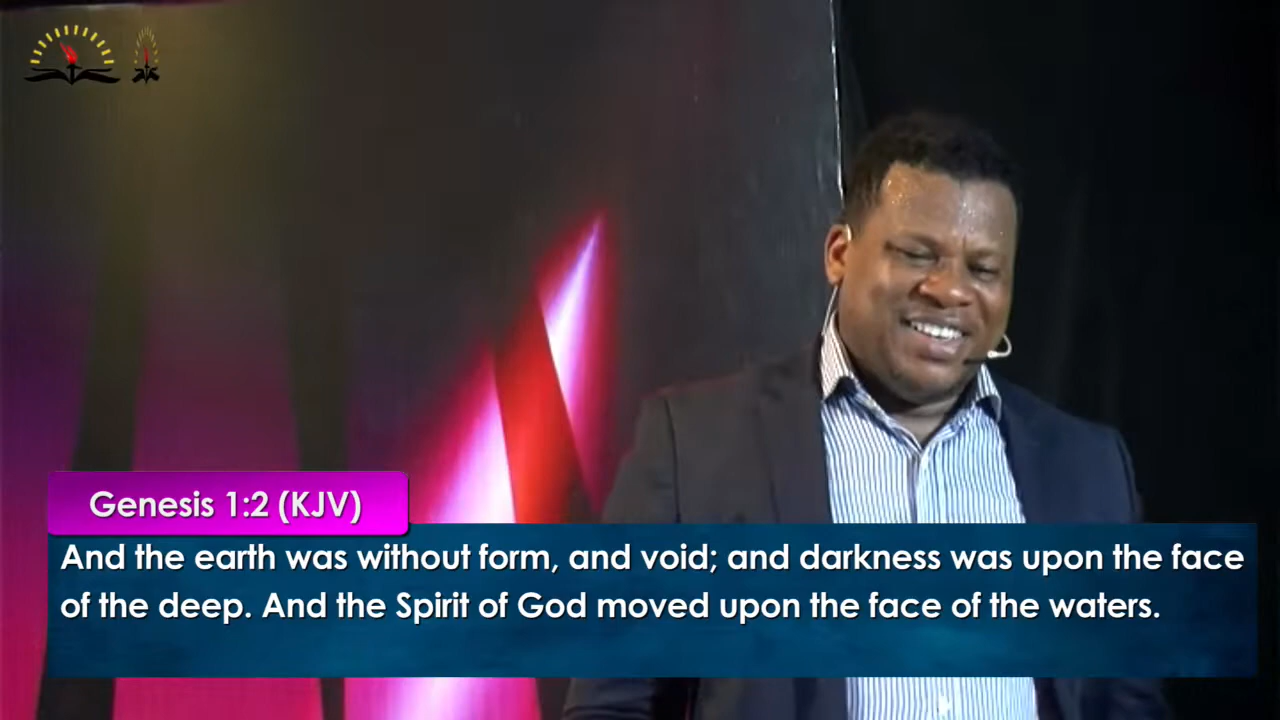 Genesis 1:2 (KJV)
And the earth was without form, and void; and darkness was upon the face
of the deep. And the Spirit of God moved upon the face of the waters.